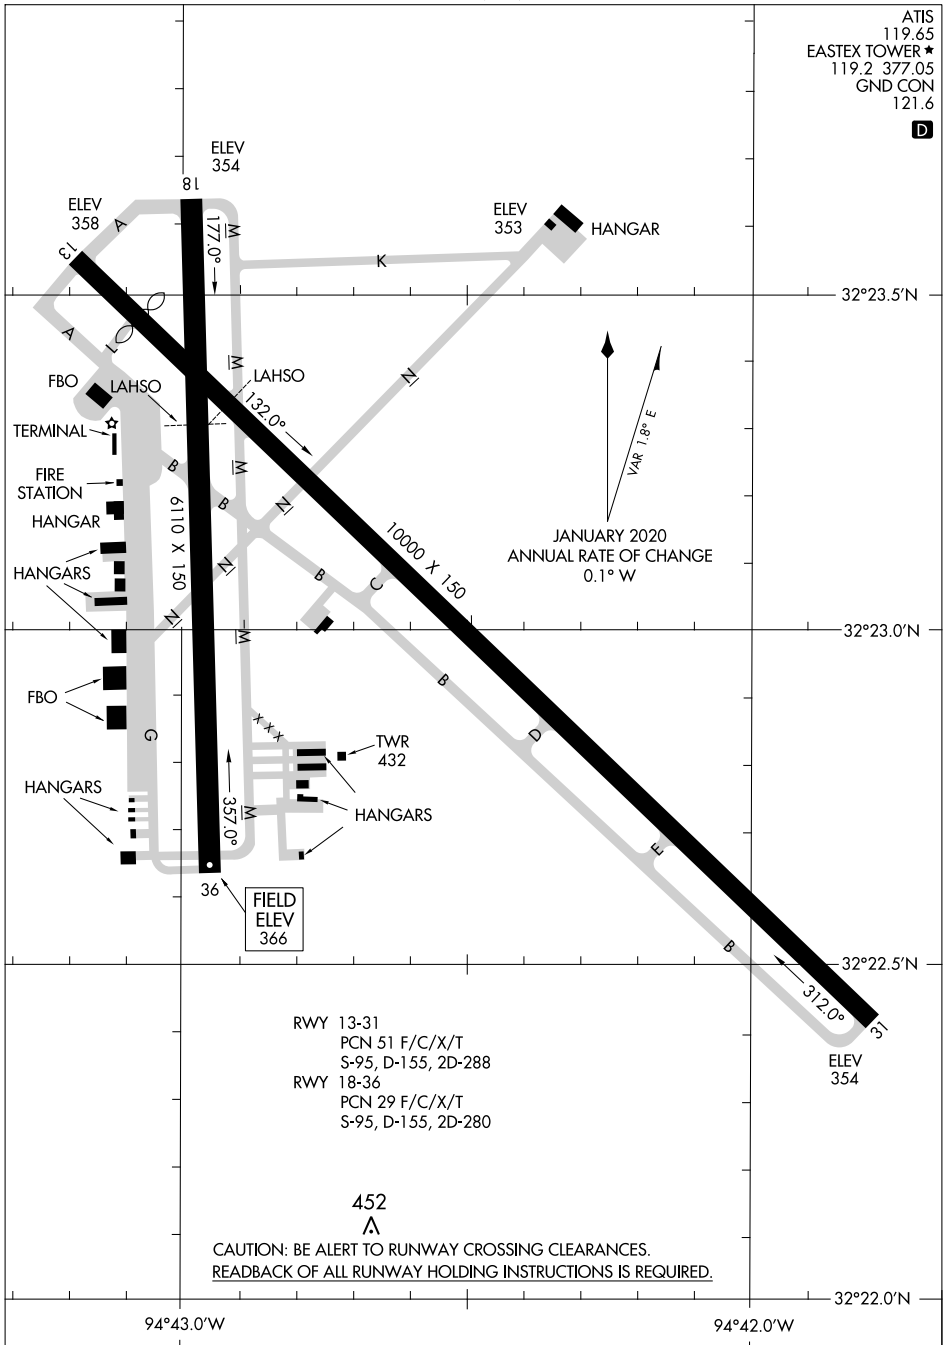 ATIS
119.65
EASTEX TOWER★
119.2 377.05
GND CON
121.6
D
ELEV
354
18
ELEV
358
13
A
177.0°
M
ELEV
353
HANGAR
K
32°23.5'N
A
L
M
N
FBO
LAHSO
LAHSO
132.0°
VAR 1.8° E
TERMINAL
B
M
FIRE
STATION
HANGAR
B
N
6110 X 150
10000 X 150
JANUARY 2020
ANNUAL RATE OF CHANGE
0.1° W
HANGARS
N
B
C
N
M
32°23.0'N
B
FBO
G
X X X
D
TWR
432
HANGARS
357.0°
M
HANGARS
E
36
FIELD
ELEV
366
B
32°22.5'N
312.0°
31
ELEV
354
RWY 13-31
PCN 51 F/C/X/T
S-95, D-155, 2D-288
RWY 18-36
PCN 29 F/C/X/T
S-95, D-155, 2D-280
452
CAUTION: BE ALERT TO RUNWAY CROSSING CLEARANCES.
READBACK OF ALL RUNWAY HOLDING INSTRUCTIONS IS REQUIRED.
32°22.0'N
94°43.0'W
94°42.0'W